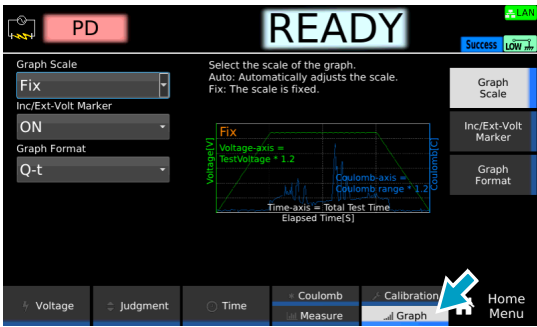 PD
READY
LAN
Success
LOW
Graph Scale
Fix
Inc/Ext-Volt Marker
ON
Graph Format
Q-t
Select the scale of the graph.
Auto: Automatically adjusts the scale.
Fix: The scale is fixed.
Fix
Voltage-axis =
TestVoltage * 1.2
Voltage[V]
Coulomb-axis =
Coulomb range * 1.2
Coulomb[C]
Time-axis = Total Test Time
Elapsed Time[S]
Graph
Scale
Inc/Ext-Volt
Marker
Graph
Format
Voltage
Judgment
Time
Coulomb
Measure
Calibration
Graph
Home
Menu